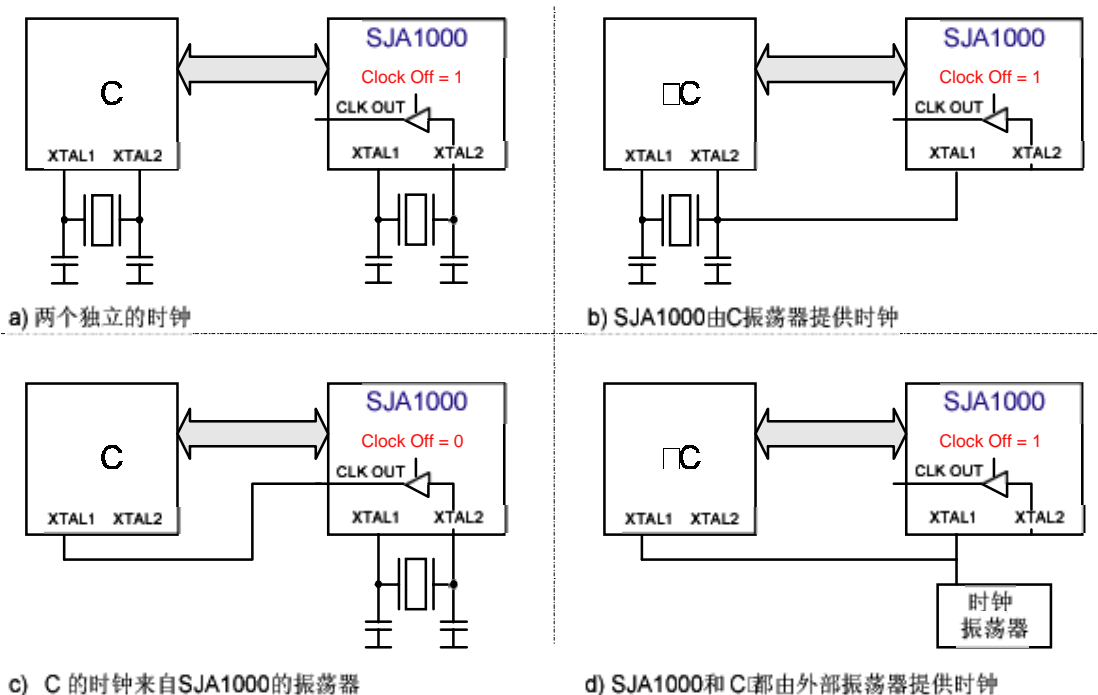 SJA1000
Clock Off = 1
C
CLK OUT
XTAL1 XTAL2
XTAL1 XTAL2
a) 两个独立的时钟
SJA1000
Clock Off = 1
□C
CLK OUT
XTAL1 XTAL2
XTAL1 XTAL2
b) SJA1000由C振荡器提供时钟
SJA1000
Clock Off = 0
C
CLK OUT
XTAL1 XTAL2
XTAL1 XTAL2
c) C 的时钟来自SJA1000的振荡器
SJA1000
Clock Off = 1
□C
CLK OUT
XTAL1 XTAL2
XTAL1 XTAL2
时钟
振荡器
d) SJA1000和 C□都由外部振荡器提供时钟